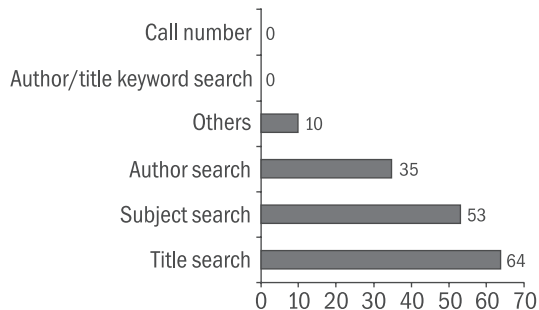 Call number 0
Author/title keyword search 0
Others 10
Author search 35
Subject search 53
Title search 64
0 10 20 30 40 50 60 70